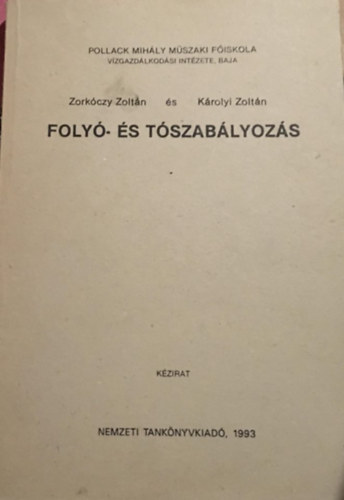 POLLACK MIHÁLY MŰSZAKI FŐISKOLA
VÍZGAZDÁLKODÁSI INTÉZETE, BAJA
Zorkóczy Zoltán és Károlyi Zoltán
FOLYÓ- ÉS TÓSZABÁLYOZÁS
KÉZIRAT
NEMZETI TANKÖNYVKIADÓ, 1993